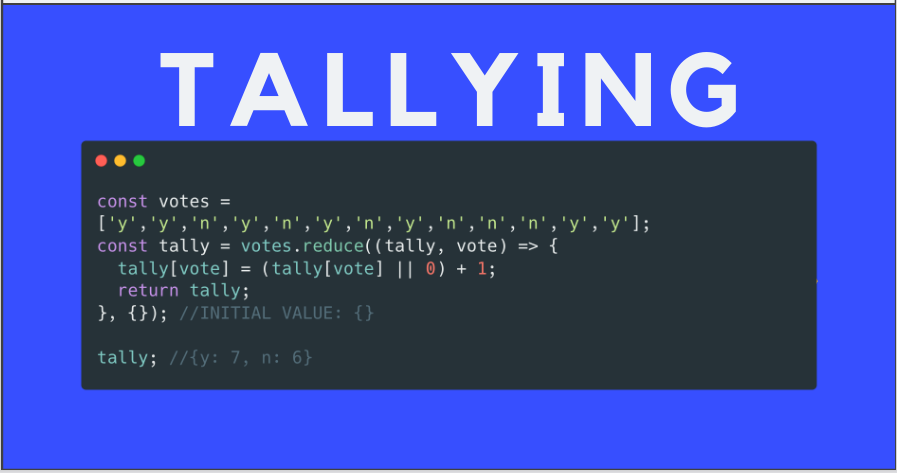 TALLYING
const votes =
['y','y','n','y','n','y','n','y','n','n','n','y','y'];
const tally = votes.reduce((tally, vote) => {
  tally[vote] = (tally[vote] || 0) + 1;
  return tally;
}, {}); //INITIAL VALUE: {}
tally; //{y: 7, n: 6}